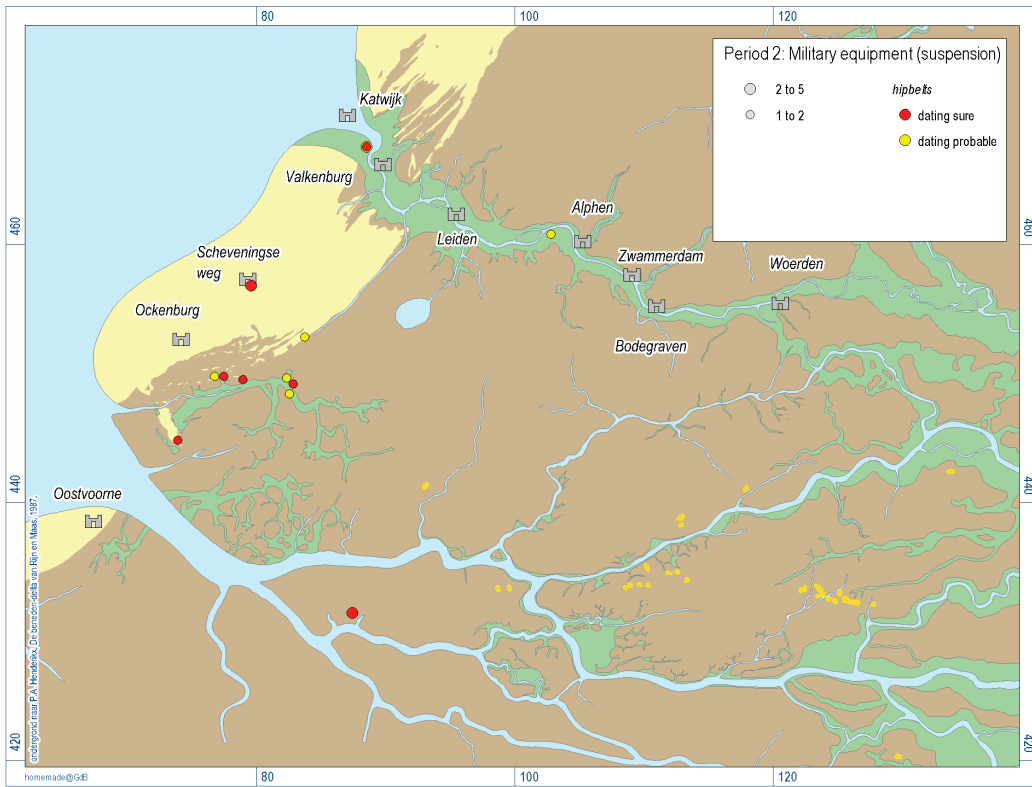 80
100
120
Period 2: Military equipment (suspension)
2 to 5
1 to 2
hipbelts
dating sure
dating probable
Katwijk
Valkenburg
Alphen
Leiden
460
460
Scheveningse
weg
Zwammerdam
Woerden
Ockenburg
Bodegraven
440
440
Oostvoorne
ondergrond naar P.A. Henderikx; De beneden-delta van Rijn en Maas, 1987.
420
420
homemade@GdB
80
100
120